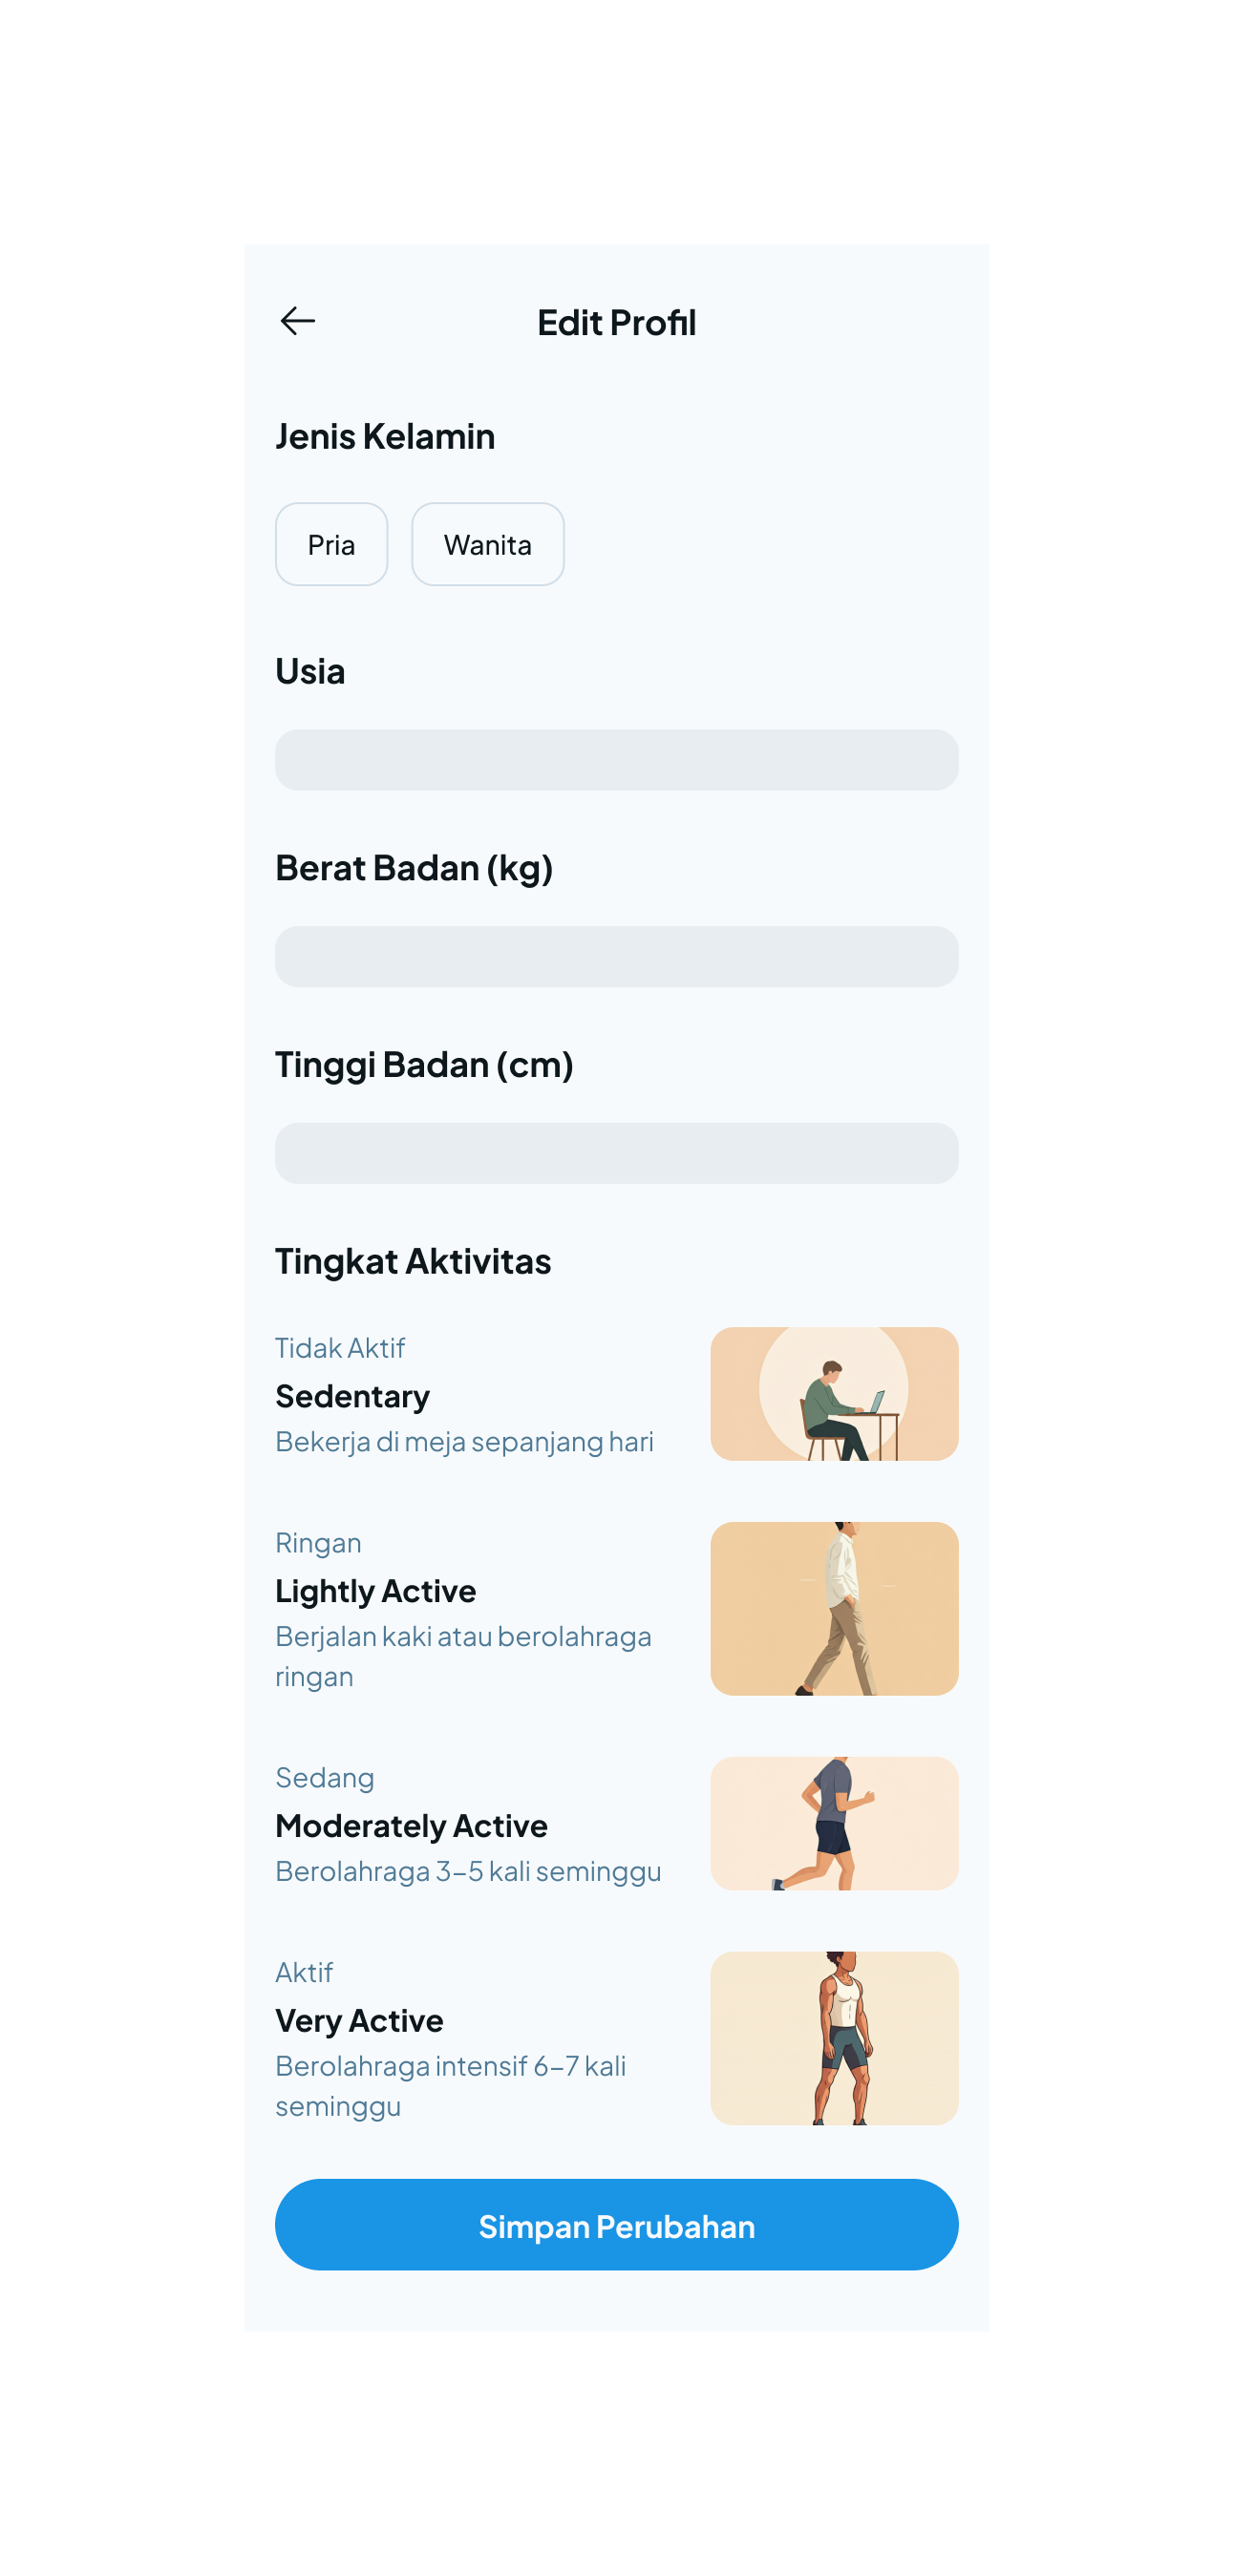 Edit Profil
Jenis Kelamin
Pria
Wanita
Usia
Berat Badan (kg)
Tinggi Badan (cm)
Tingkat Aktivitas
Tidak Aktif
Sedentary
Bekerja di meja sepanjang hari
Ringan
Lightly Active
Berjalan kaki atau berolahraga
ringan
Sedang
Moderately Active
Berolahraga 3–5 kali seminggu
Aktif
Very Active
Berolahraga intensif 6–7 kali
seminggu
Simpan Perubahan